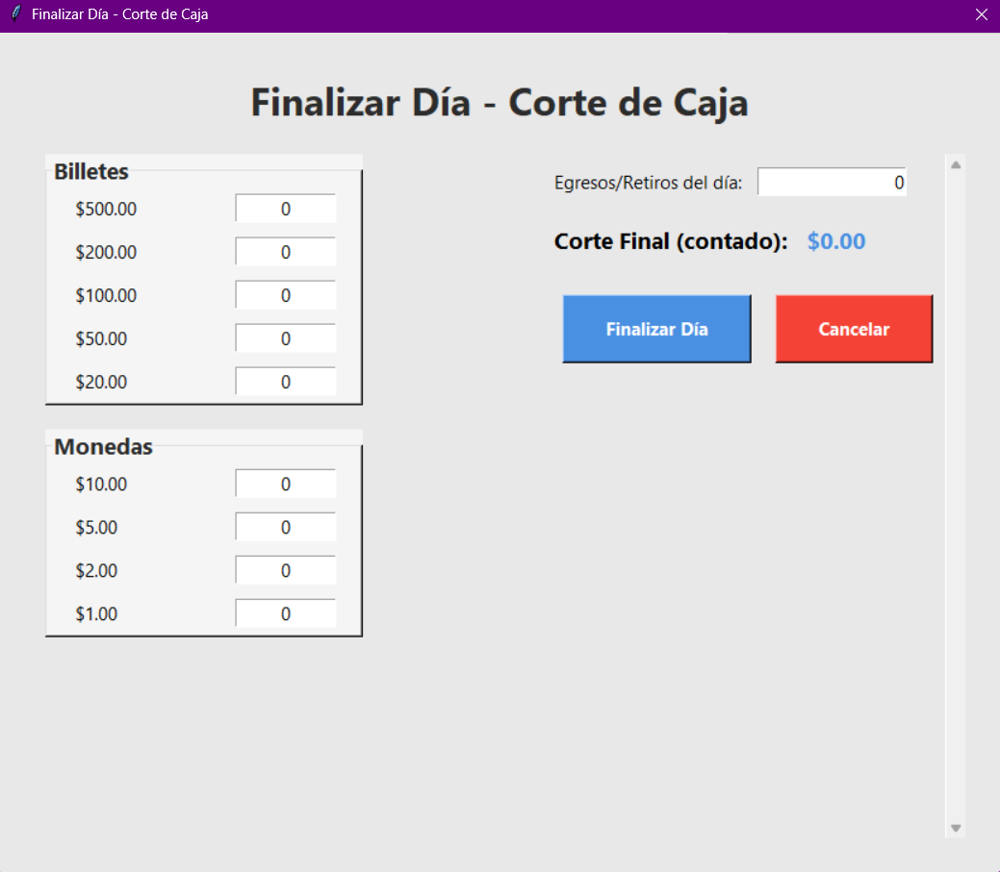 Finalizar Día - Corte de Caja
Finalizar Día - Corte de Caja
Billetes
$500.00 0
$200.00 0
$100.00 0
$50.00 0
$20.00 0
Monedas
$10.00 0
$5.00 0
$2.00 0
$1.00 0
Egresos/Retiros del día: 0
Corte Final (contado): $0.00
Finalizar Día Cancelar